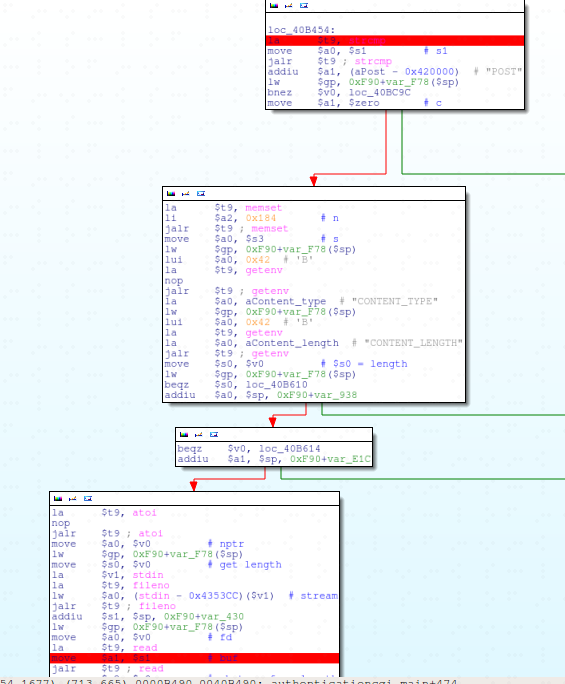 loc_40B454:
la $t9, strcmp
move $a0, $s1 # s1
jalr $t9 ; strcmp
addiu $a1, (aPost - 0x420000) # "POST"
lw $gp, 0xF90+var_F78($sp)
bnez $v0, loc_40BC9C
move $a1, $zero # c
la $t9, memset
li $a2, 0x184 # n
jalr $t9 ; memset
move $a0, $s3 # s
lw $gp, 0xF90+var_F78($sp)
lui $a0, 0x42 # 'B'
la $t9, getenv
nop
jalr $t9 ; getenv
la $a0, aContent_type # "CONTENT_TYPE"
lw $gp, 0xF90+var_F78($sp)
lui $a0, 0x42 # 'B'
la $t9, getenv
la $a0, aContent_length # "CONTENT_LENGTH"
jalr $t9 ; getenv
move $s0, $v0 # $s0 = length
lw $gp, 0xF90+var_F78($sp)
beqz $s0, loc_40B610
addiu $a0, $sp, 0xF90+var_938
beqz $v0, loc_40B614
addiu $a1, $sp, 0xF90+var_E1C
la $t9, atoi
nop
jalr $t9 ; atoi
move $a0, $v0 # nptr
lw $gp, 0xF90+var_F78($sp)
move $s0, $v0 # get length
la $v1, stdin
la $t9, fileno
lw $a0, (stdin - 0x4353CC)($v1) # stream
jalr $t9 ; fileno
addiu $s1, $sp, 0xF90+var_430
lw $gp, 0xF90+var_F78($sp)
move $a0, $v0 # fd
la $t9, read
move $a1, $s1 # buf
jalr $t9 ; read